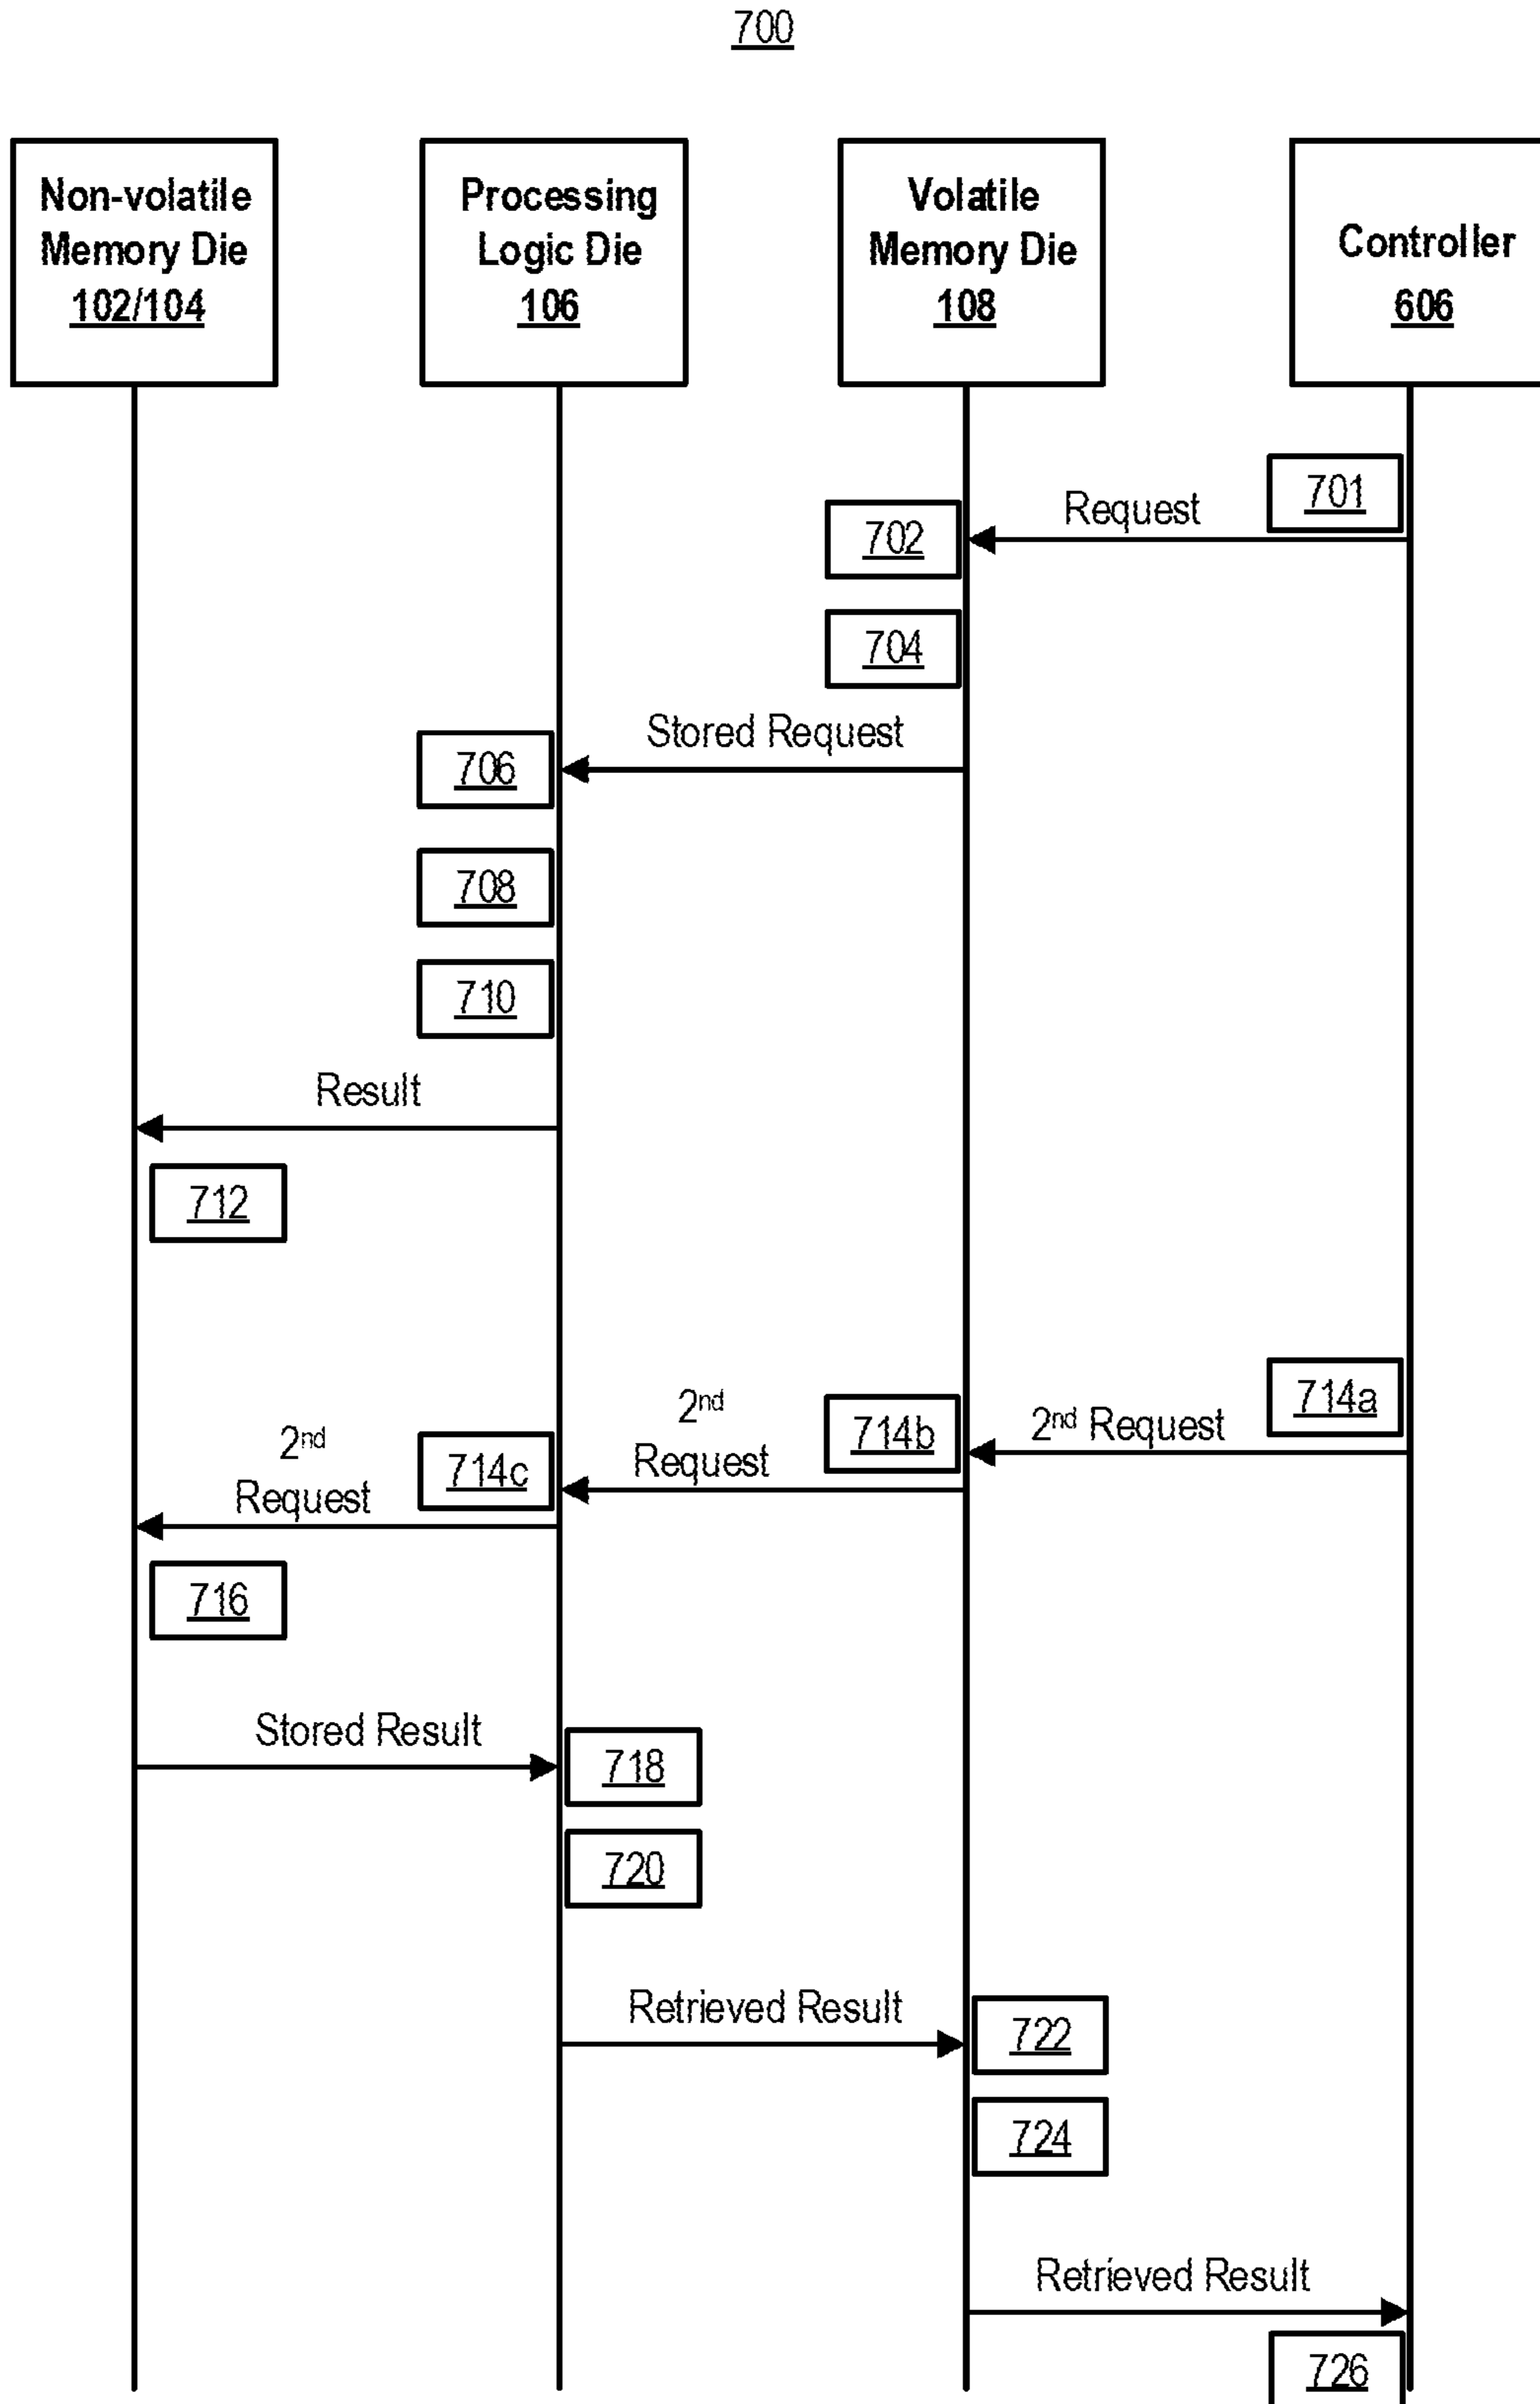 700
Non-volatile
Memory Die
102/104
Processing
Logic Die
106
Volatile
Memory Die
108
Controller
606
701
Request
702
704
Stored Request
706
708
710
Result
712
714a
2nd Request
714b
2nd
Request
714c
2nd
Request
716
Stored Result
718
720
Retrieved Result
722
724
Retrieved Result
726